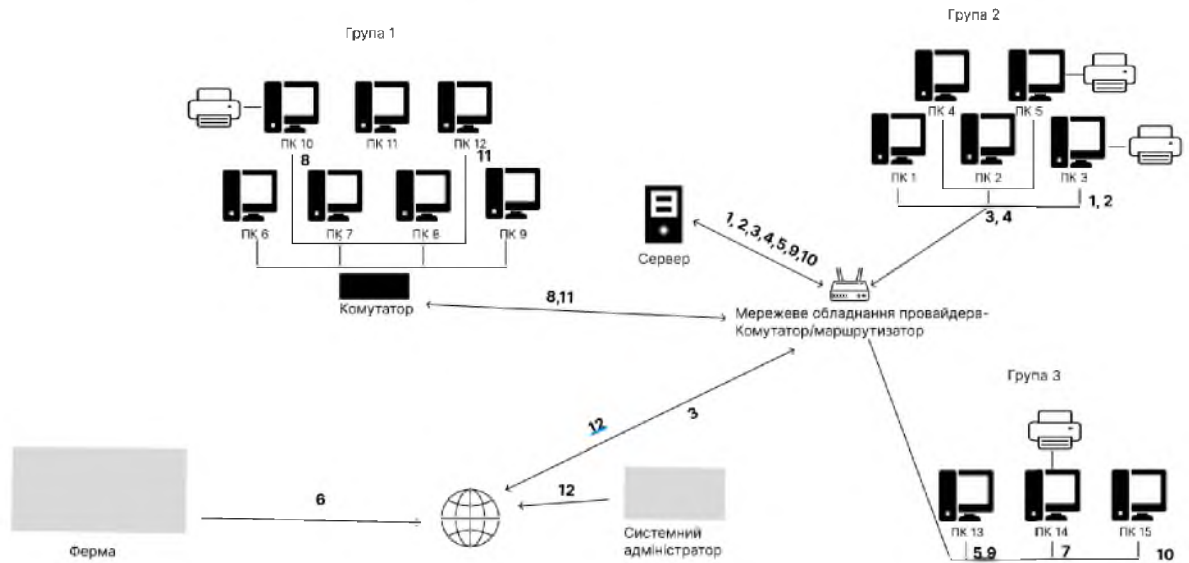 Група 1
Група 2
ПК 10
ПК 11
ПК 12
8
11
ПК 4
ПК 5
ПК 1
ПК 2
ПК 3
1, 2
3, 4
ПК 6
ПК 7
ПК 8
ПК 9
Комутатор
Сервер
1, 2,3,4,5,9,10
8,11
Мережеве обладнання провайдера-
Комутатор/маршрутизатор
Група 3
12
3
6
12
Ферма
Системний
адміністратор
ПК 13
ПК 14
ПК 15
5.9
7
10